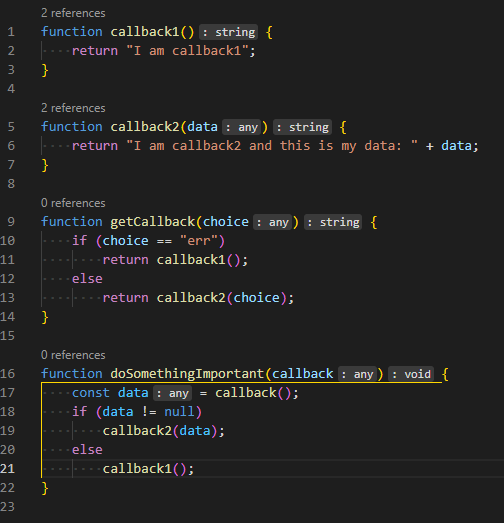 2 references
1 function callback1() : string {
2 ····return "I am callback1";
3 }
4
2 references
5 function callback2(data : any) : string {
6 ····return "I am callback2 and this is my data: " + data;
7 }
8
0 references
9 function getCallback(choice : any) : string {
10 ····if (choice == "err")
11 ········return callback1();
12 ····else
13 ········return callback2(choice);
14 }
15
0 references
16 function doSomethingImportant(callback : any) : void {
17 ····const data : any = callback();
18 ····if (data != null)
19 ········callback2(data);
20 ····else
21 ········callback1();
22 }
23